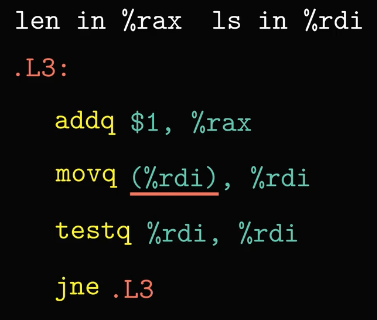 len in %rax ls in %rdi
.L3:
addq $1, %rax
movq (%rdi), %rdi
testq %rdi, %rdi
jne .L3